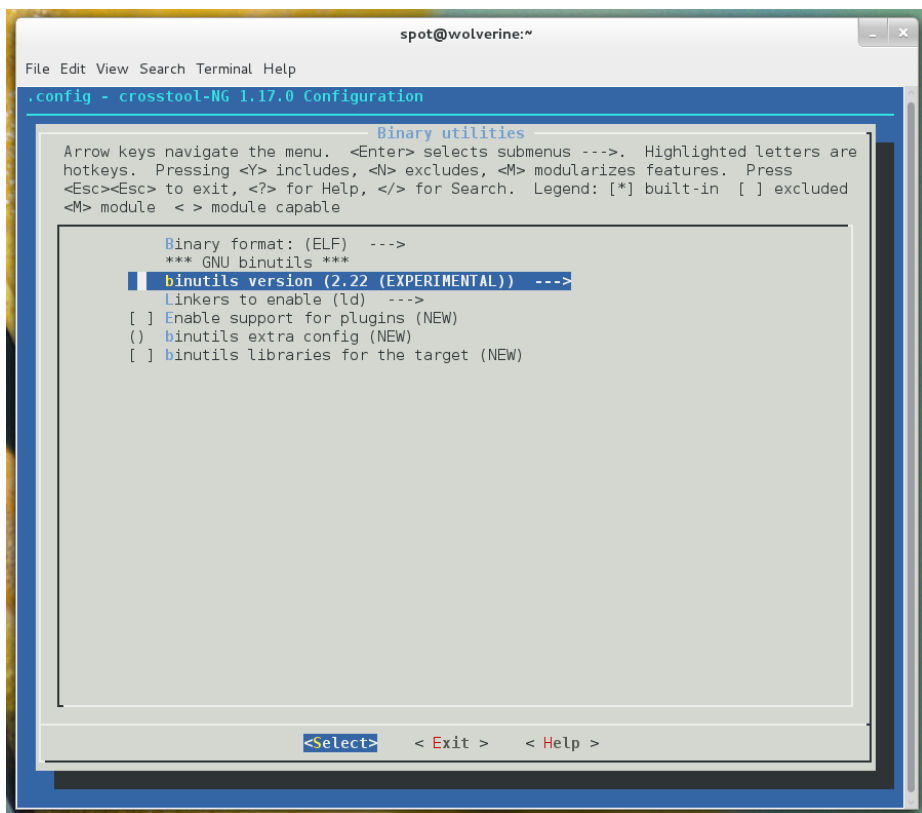 spot@wolverine:~
File Edit View Search Terminal Help
.config - crosstool-NG 1.17.0 Configuration
Binary utilities
Arrow keys navigate the menu.  <Enter> selects submenus --->.  Highlighted letters are
hotkeys.  Pressing <Y> includes, <N> excludes, <M> modularizes features.  Press
<Esc><Esc> to exit, <?> for Help, </> for Search.  Legend: [*] built-in  [ ] excluded
<M> module  < > module capable
Binary format: (ELF)  --->
*** GNU binutils ***
binutils version (2.22 (EXPERIMENTAL))  --->
Linkers to enable (ld)  --->
[ ] Enable support for plugins (NEW)
() binutils extra config (NEW)
[ ] binutils libraries for the target (NEW)
<Select>    < Exit >    < Help >